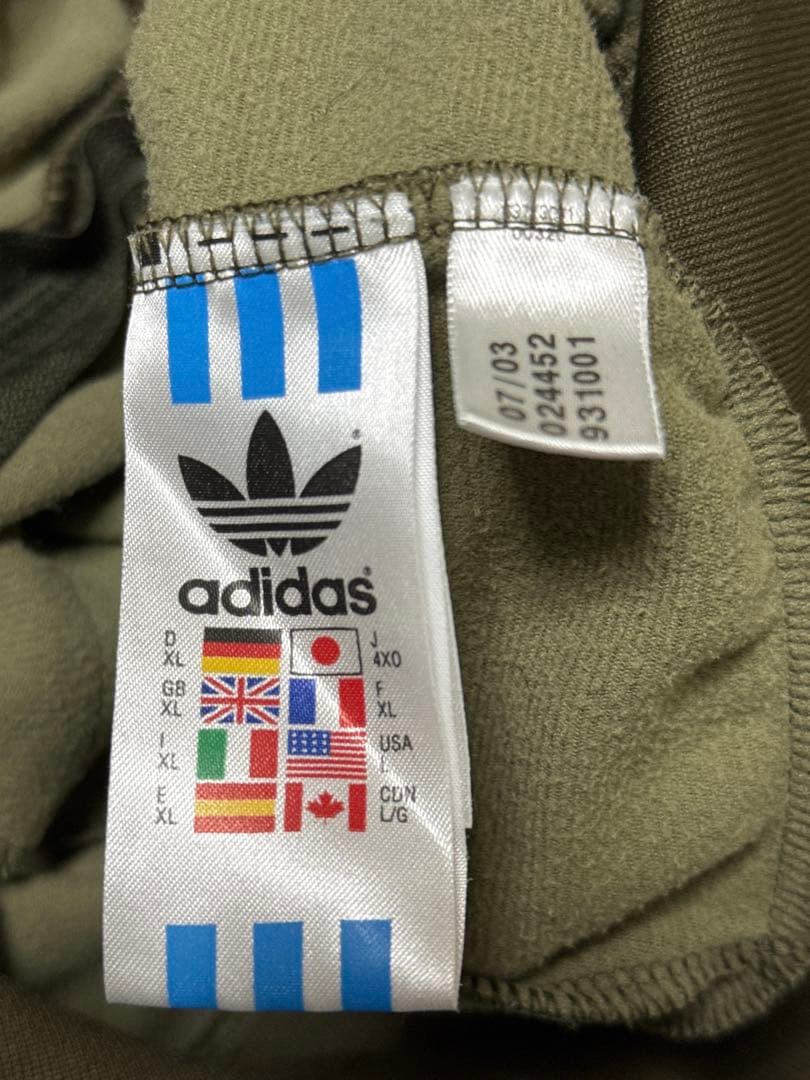 adidas
D
XL
J
4XO
GB
XL
F
XL
I
XL
USA
L
E
XL
CDN
L/G
07/03
024452
931001